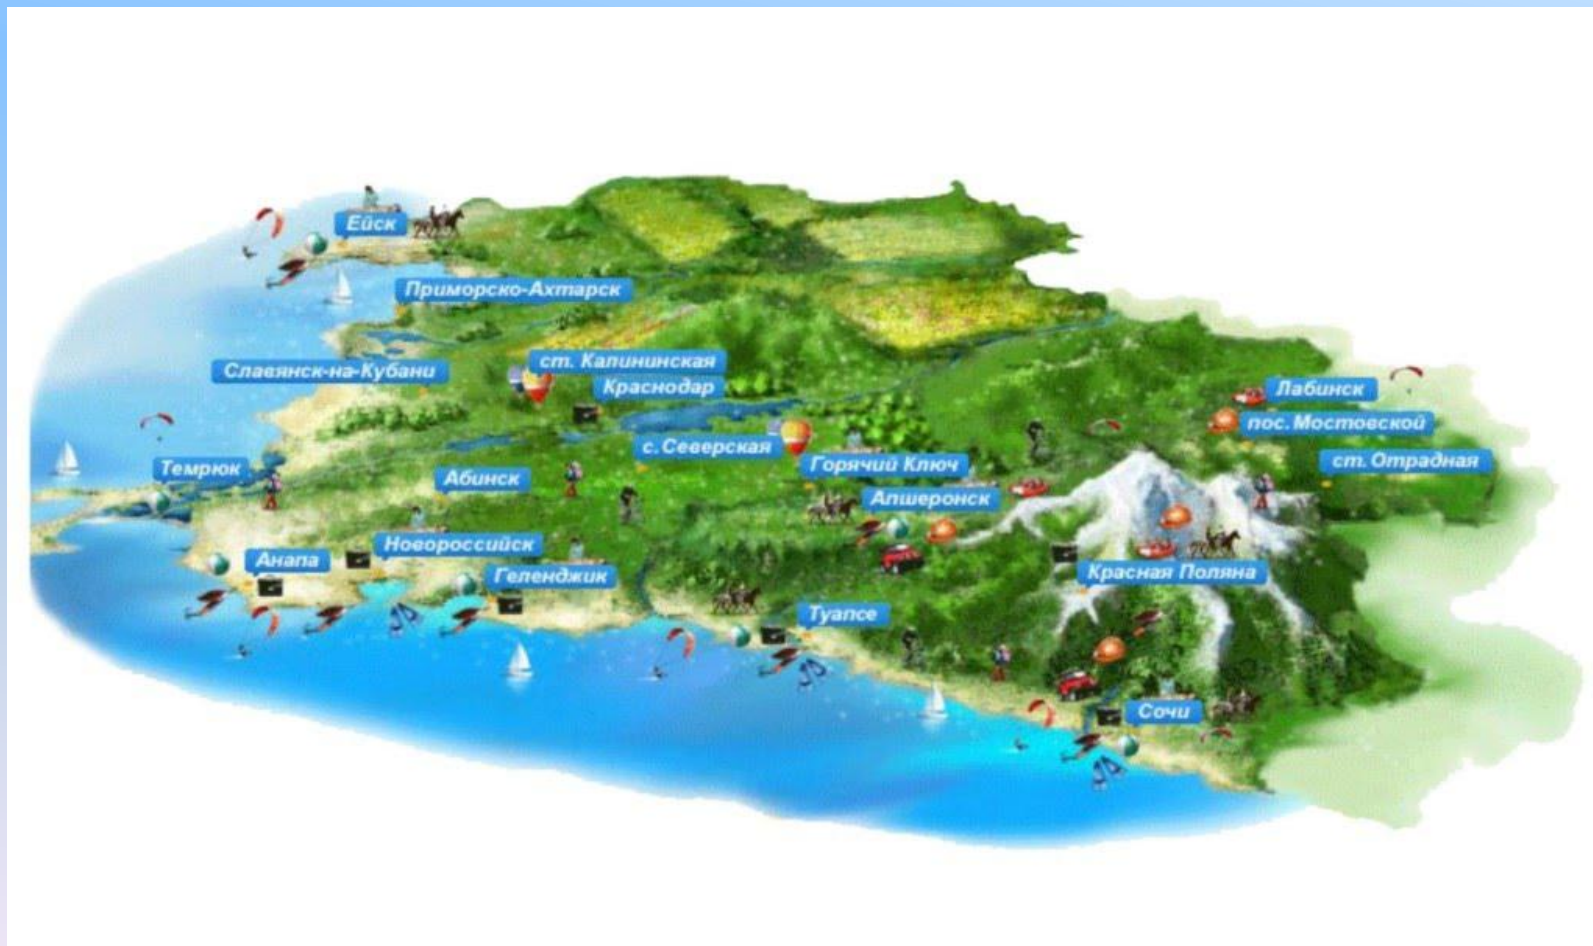 Ейск
Приморско-Ахтарск
ст. Калининская
Славянск-на-Кубани
Краснодар
Лабинск
пос. Мостовской
с. Северская
Темрюк
Горячий Ключ
ст. Отрадная
Абинск
Апшеронск
Новороссийск
Анапа
Геленджик
Красная Поляна
Туапсе
Сочи